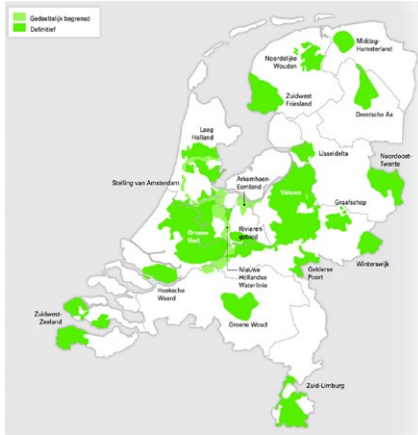 Gedeeltelijk begrensd
Definitief
Noordelijke
Wouden
Middag-
Humsterland
Zuidwest
Friesland
Drentsche Aa
Laag
Holland
IJsseldelta
Noordoost-
Twente
Stelling van Amsterdam
Arkemheen-
Eemland
Veluwe
Graafschap
Groene
Hart
Rivieren-
gebied
Winterswijk
Gelderse
Poort
Nieuwe
Hollandse
Waterlinie
Hoeksche
Waard
Zuidwest-
Zeeland
Groene Woud
Zuid-Limburg